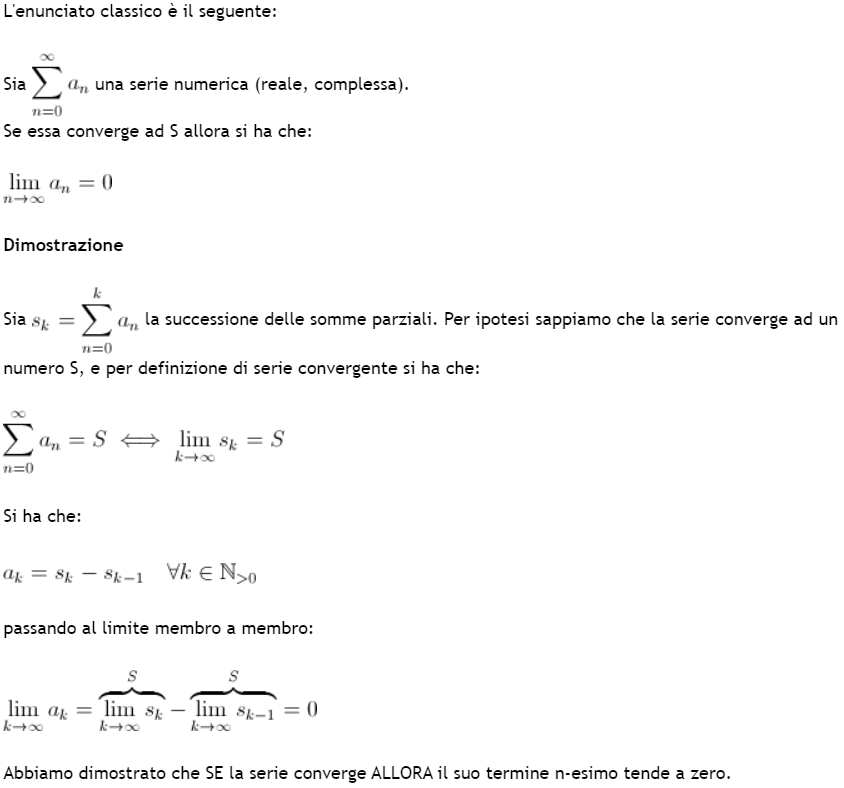 L'enunciato classico è il seguente:
Sia $\sum_{n=0}^{\infty} a_n$ una serie numerica (reale, complessa).
Se essa converge ad S allora si ha che:
$\lim_{n \to \infty} a_n = 0$
Dimostrazione
Sia $s_k = \sum_{n=0}^{k} a_n$ la successione delle somme parziali. Per ipotesi sappiamo che la serie converge ad un
numero S, e per definizione di serie convergente si ha che:
$\sum_{n=0}^{\infty} a_n = S \iff \lim_{k \to \infty} s_k = S$
Si ha che:
$a_k = s_k - s_{k-1} \quad \forall k \in \mathbb{N}_{>0}$
passando al limite membro a membro:
$\lim_{k \to \infty} a_k = \overbrace{\lim_{k \to \infty} s_k}^{S} - \overbrace{\lim_{k \to \infty} s_{k-1}}^{S} = 0$
Abbiamo dimostrato che SE la serie converge ALLORA il suo termine n-esimo tende a zero.